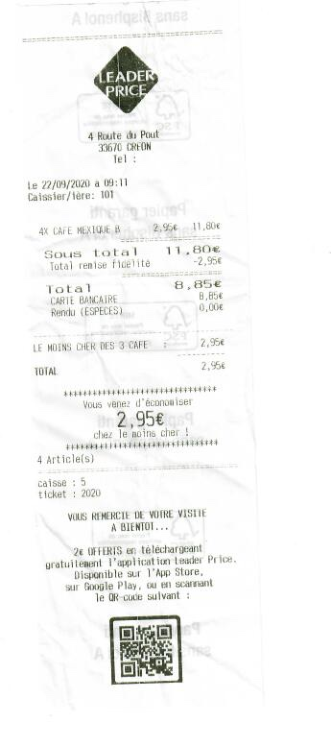 LEADER
PRICE
4 Route du Pout
33670 CREON
Tel :
Le 22/09/2020 a 09:11
Caissier/ière: 101
4X CAFE MEXIQUE B 2,95€ 11,80€
Sous total 11,80€
Total remise fidélité -2,95€
Total 8,85€
CARTE BANCAIRE 8,85€
Rendu (ESPECES) 0,00€
LE MOINS CHER DES 3 CAFE : 2,95€
TOTAL 2,95€
********************************
Vous venez d'économiser
2,95€
chez le moins cher !
********************************
4 Article(s)
caisse : 5
ticket : 2020
VOUS REMERCIE DE VOTRE VISITE
A BIENTOT...
2€ OFFERTS en téléchargeant
gratuitement l'application Leader Price.
Disponible sur l'App Store,
sur Google Play, ou en scannant
le QR-code suivant :